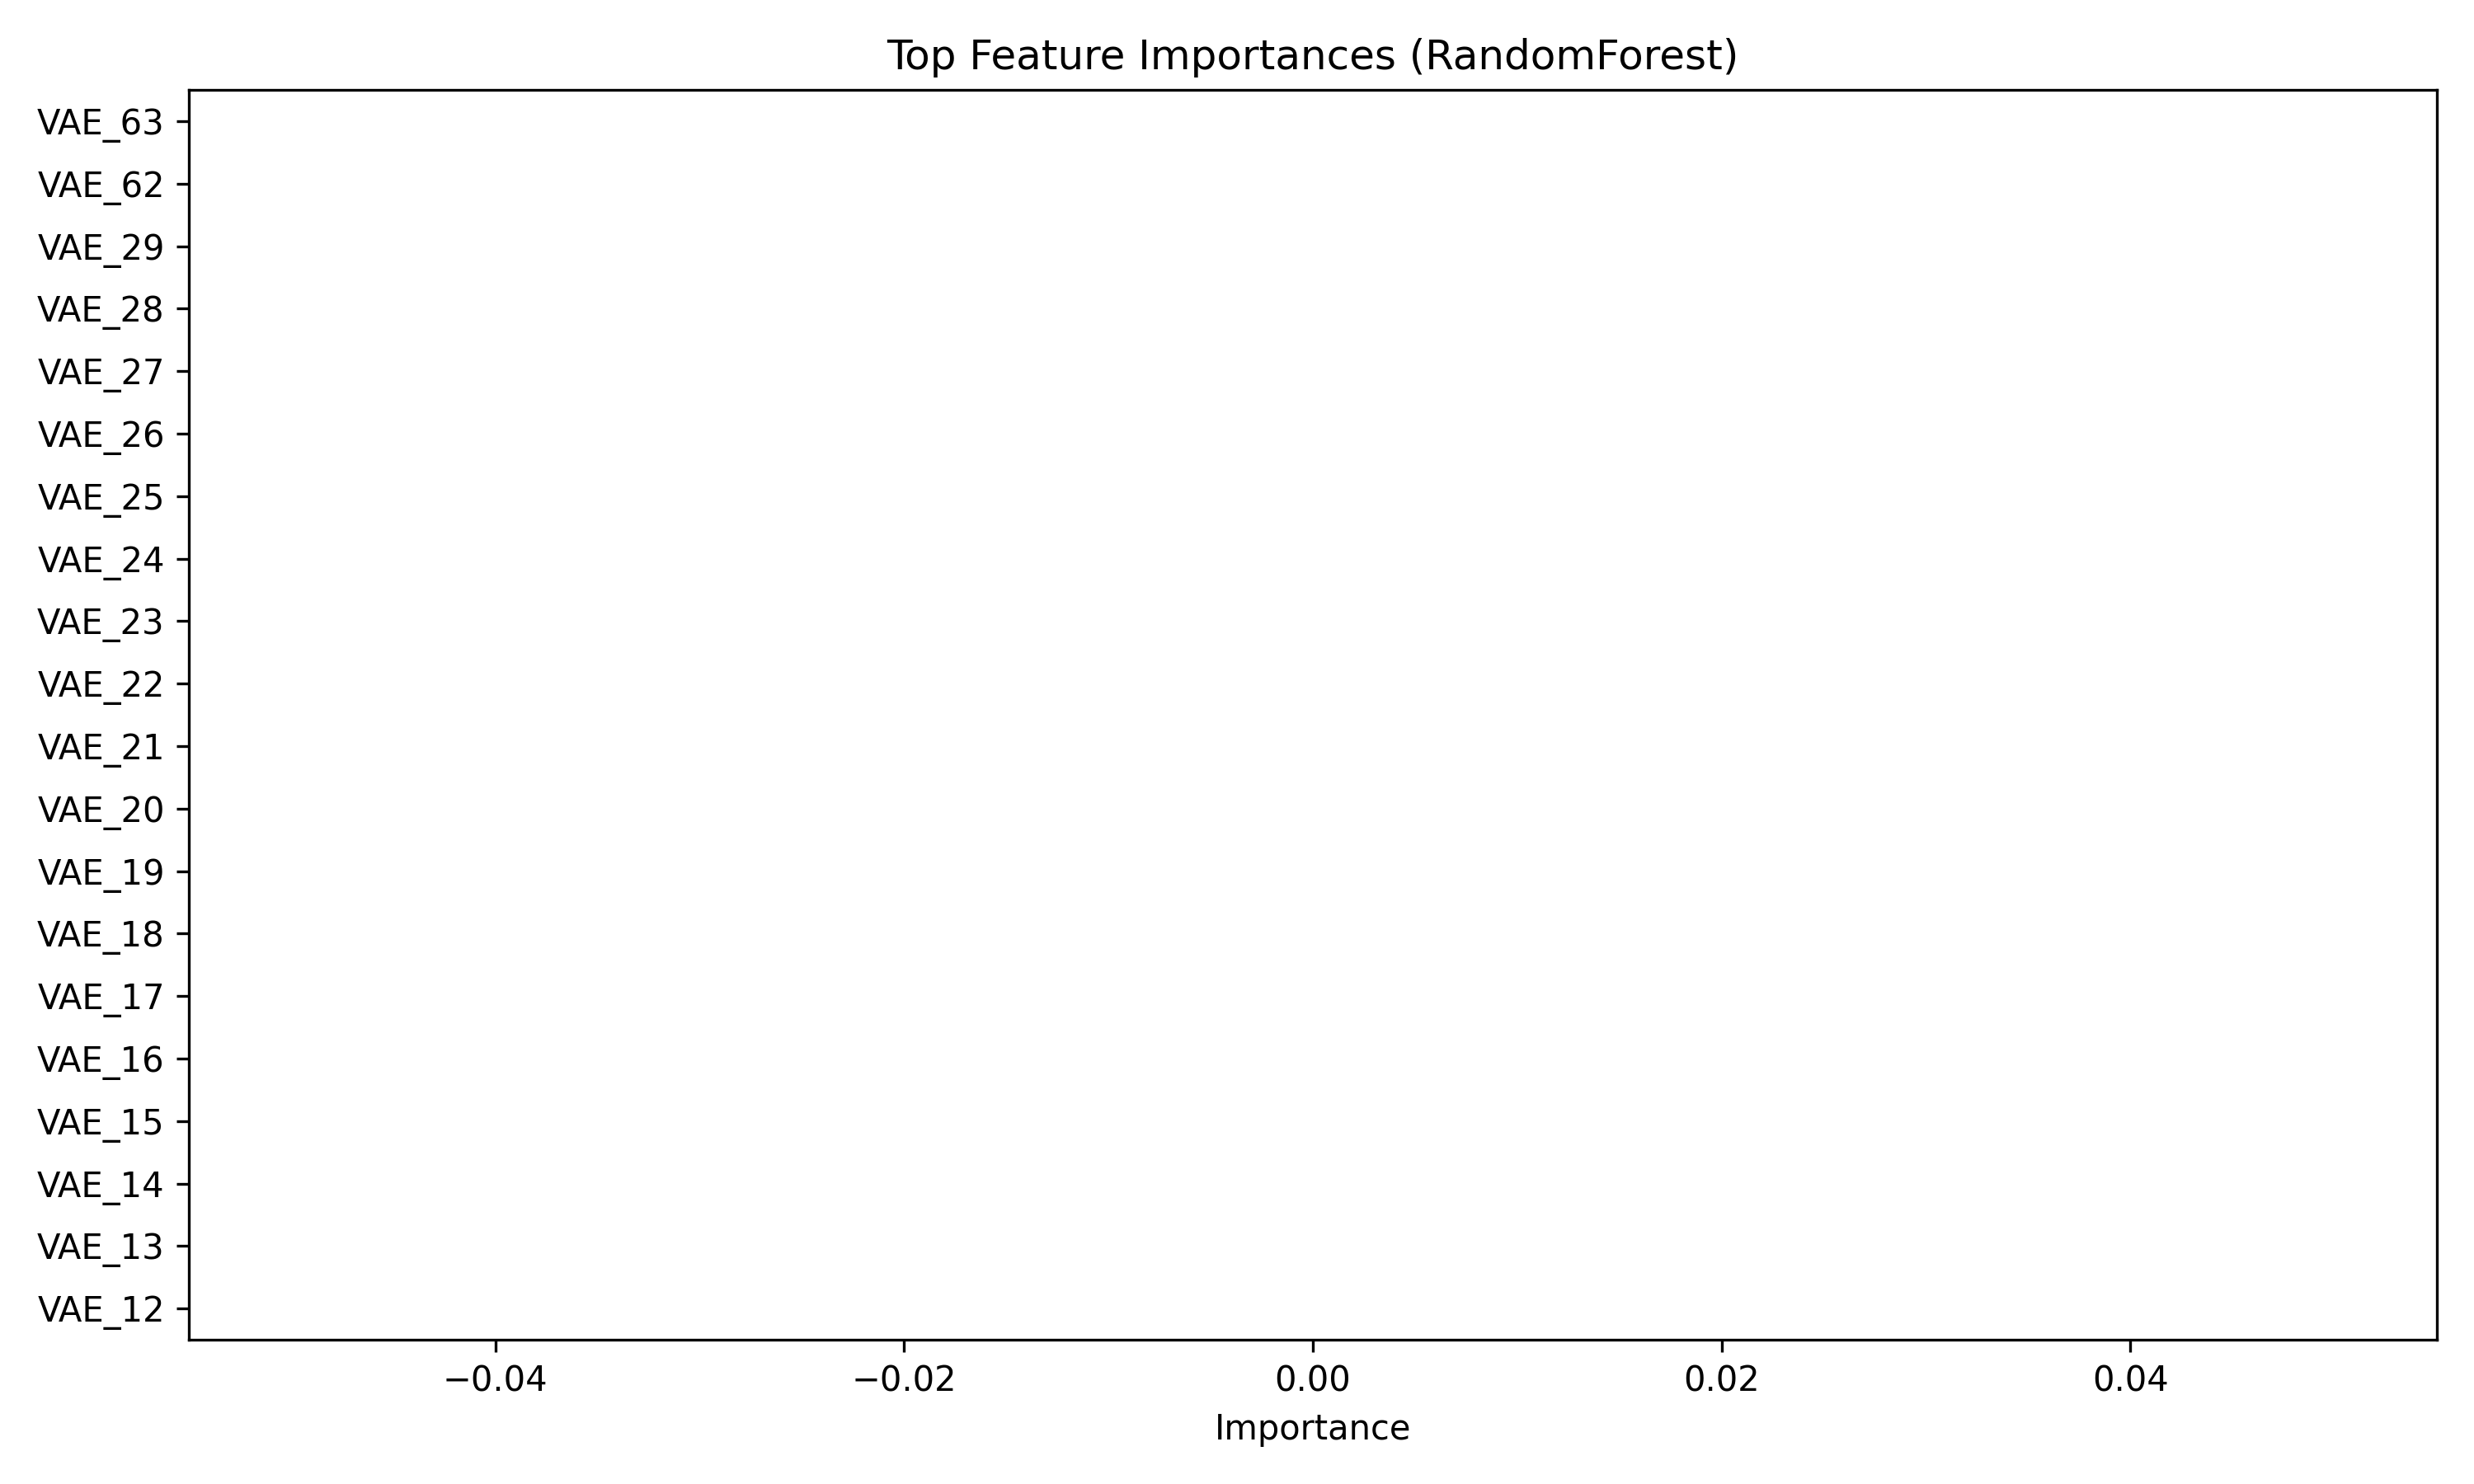 Top Feature Importances (RandomForest)
VAE_63
VAE_62
VAE_29
VAE_28
VAE_27
VAE_26
VAE_25
VAE_24
VAE_23
VAE_22
VAE_21
VAE_20
VAE_19
VAE_18
VAE_17
VAE_16
VAE_15
VAE_14
VAE_13
VAE_12
−0.04 −0.02 0.00 0.02 0.04
Importance